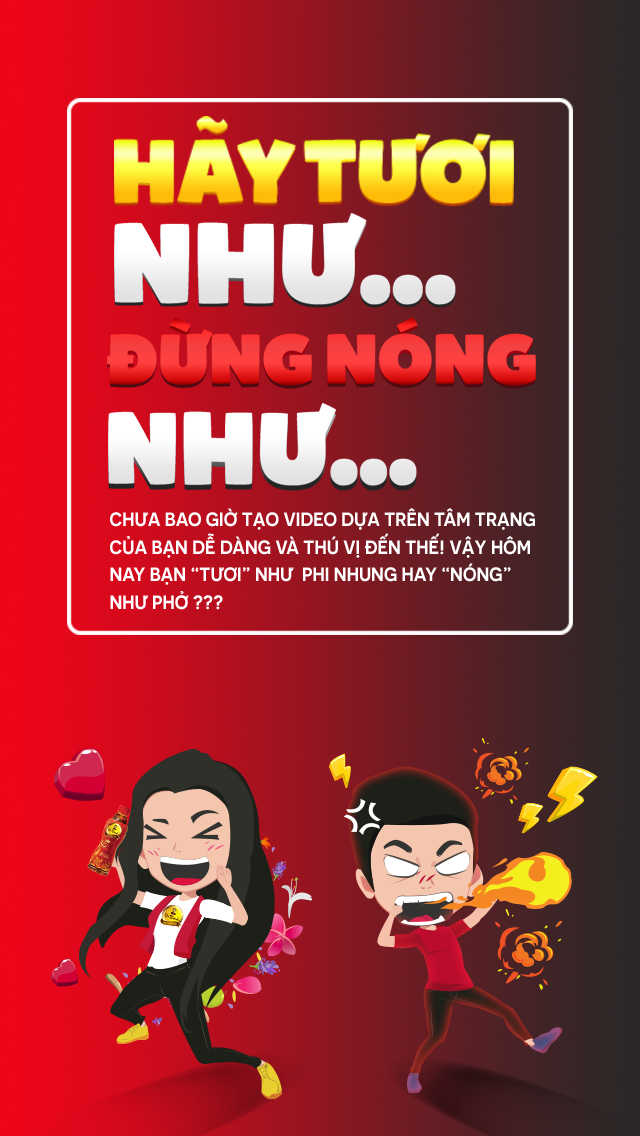 HÃY TƯƠI
NHƯ...
ĐỪNG NÓNG
NHƯ...
CHƯA BAO GIỜ TẠO VIDEO DỰA TRÊN TÂM TRẠNG
CỦA BẠN DỄ DÀNG VÀ THÚ VỊ ĐẾN THẾ! VẬY HÔM
NAY BẠN “TƯƠI” NHƯ PHI NHUNG HAY “NÓNG”
NHƯ PHỞ ???